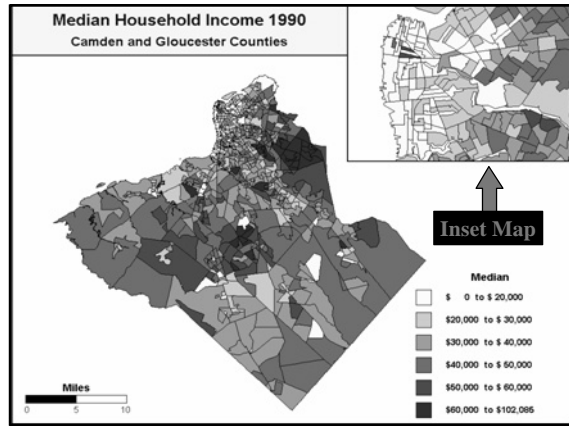 Median Household Income 1990
Camden and Gloucester Counties
Inset Map
Median
$ 0 to $ 20,000
$20,000 to $ 30,000
$30,000 to $ 40,000
$40,000 to $ 50,000
$50,000 to $ 60,000
$60,000 to $102,085
Miles
0 5 10